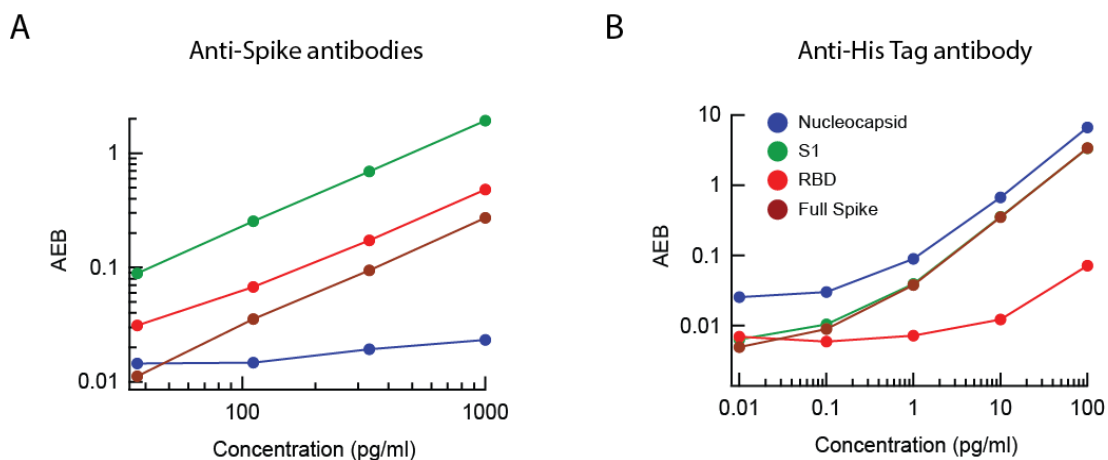 A
Anti-Spike antibodies
AEB
1
0.1
0.01
100
1000
Concentration (pg/ml)
B
Anti-His Tag antibody
AEB
10
1
0.1
0.01
Nucleocapsid
S1
RBD
Full Spike
0.01
0.1
1
10
100
Concentration (pg/ml)